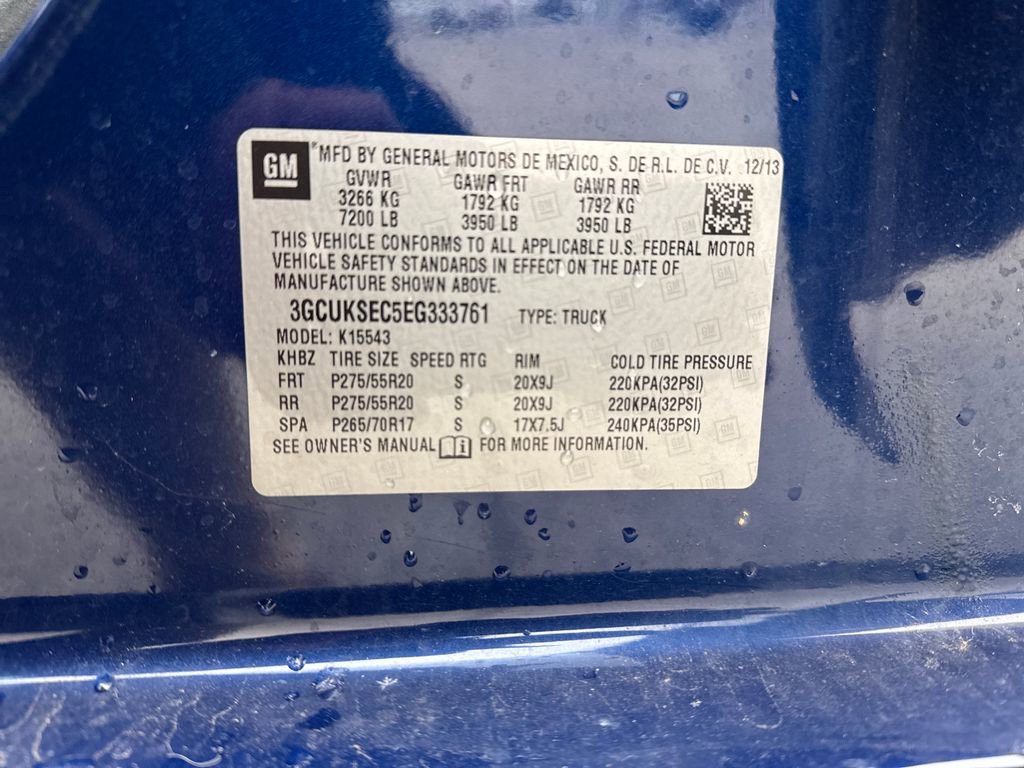 GM *MFD BY GENERAL MOTORS DE MEXICO, S. DE R.L. DE C.V. 12/13
GVWR GAWR FRT GAWR RR
3266 KG 1792 KG 1792 KG
7200 LB 3950 LB 3950 LB
THIS VEHICLE CONFORMS TO ALL APPLICABLE U.S. FEDERAL MOTOR
VEHICLE SAFETY STANDARDS IN EFFECT ON THE DATE OF
MANUFACTURE SHOWN ABOVE.
3GCUKSEC5EG333761 TYPE: TRUCK
MODEL: K15543
KHBZ TIRE SIZE SPEED RTG RIM COLD TIRE PRESSURE
FRT P275/55R20 S 20X9J 220KPA(32PSI)
RR P275/55R20 S 20X9J 220KPA(32PSI)
SPA P265/70R17 S 17X7.5J 240KPA(35PSI)
SEE OWNER'S MANUAL FOR MORE INFORMATION.